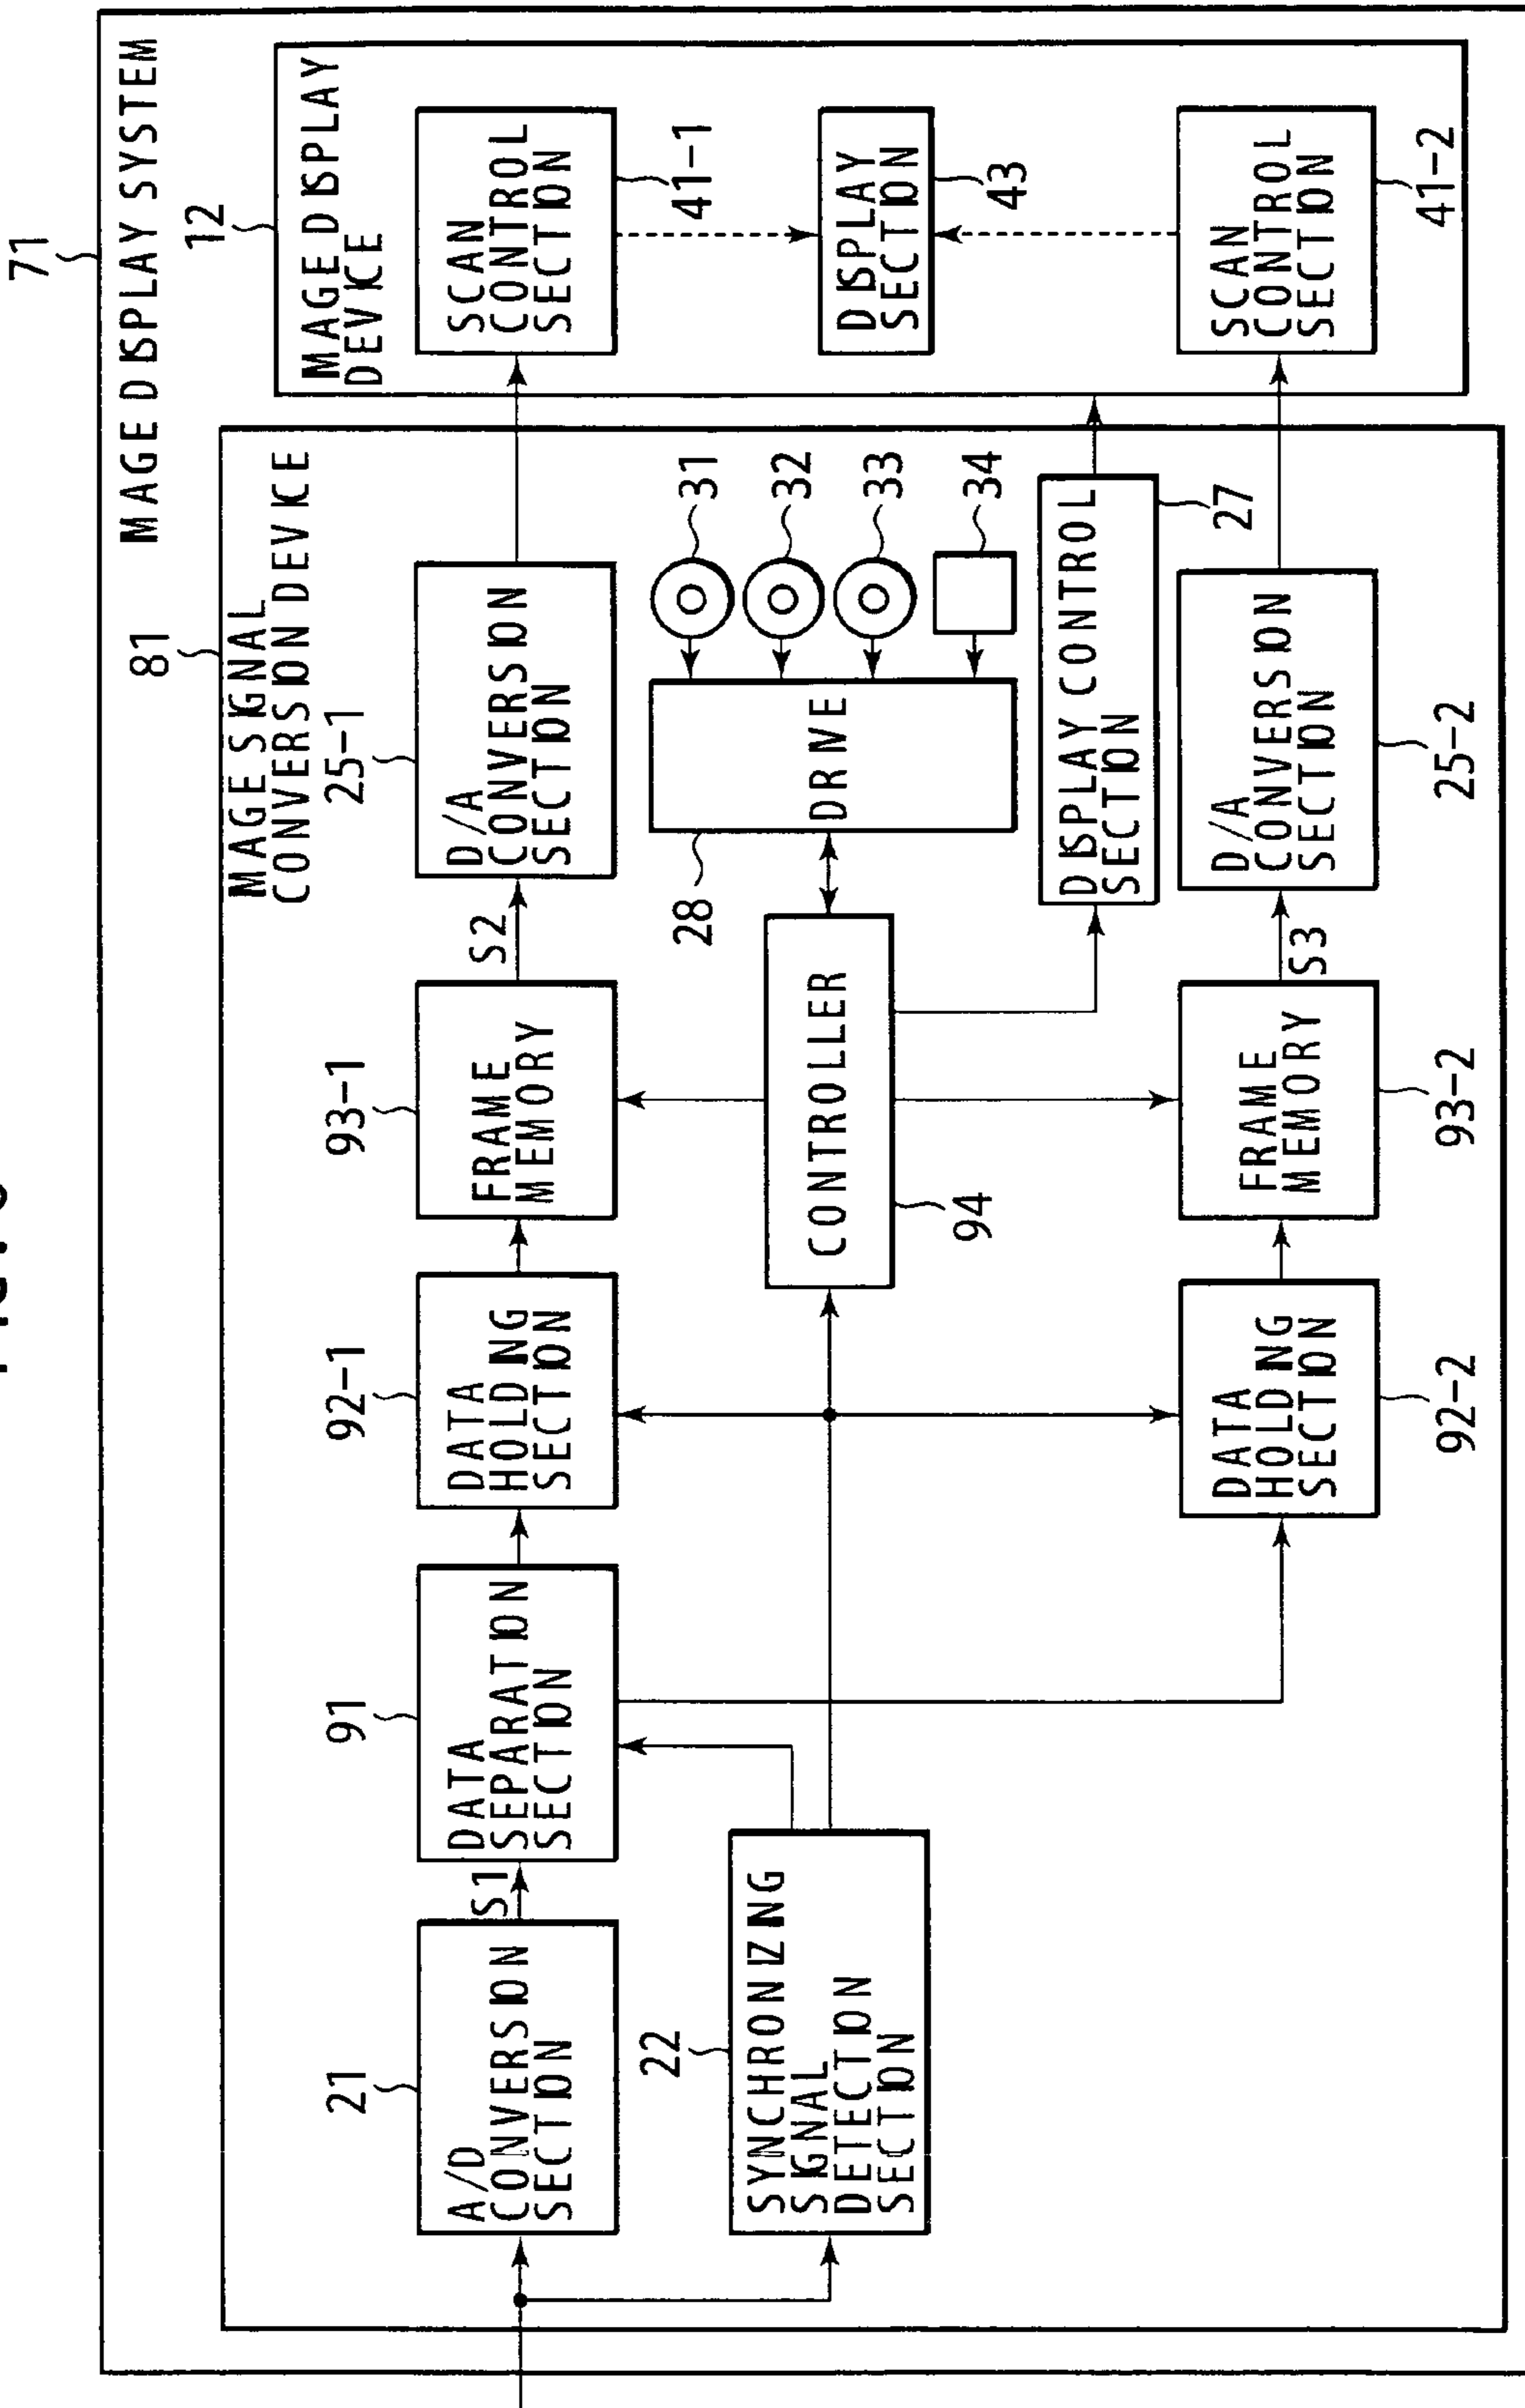 71
IMAGE DISPLAY SYSTEM
12
IMAGE DISPLAY
DEVICE
81
IMAGE SIGNAL
CONVERSION DEVICE
21
A/D
CONVERSION
SECTION
S1
91
DATA
SEPARATION
SECTION
92-1
DATA
HOLDING
SECTION
93-1
FRAME
MEMORY
S2
25-1
D/A
CONVERSION
SECTION
SCAN
CONTROL
SECTION
41-1
22
SYNCHRONIZING
SIGNAL
DETECTION
SECTION
CONTROLLER
94
28
DRIVE
31
32
33
34
DISPLAY
SECTION
43
DISPLAY CONTROL
SECTION
27
DATA
HOLDING
SECTION
92-2
FRAME
MEMORY
93-2
S3
D/A
CONVERSION
SECTION
25-2
SCAN
CONTROL
SECTION
41-2